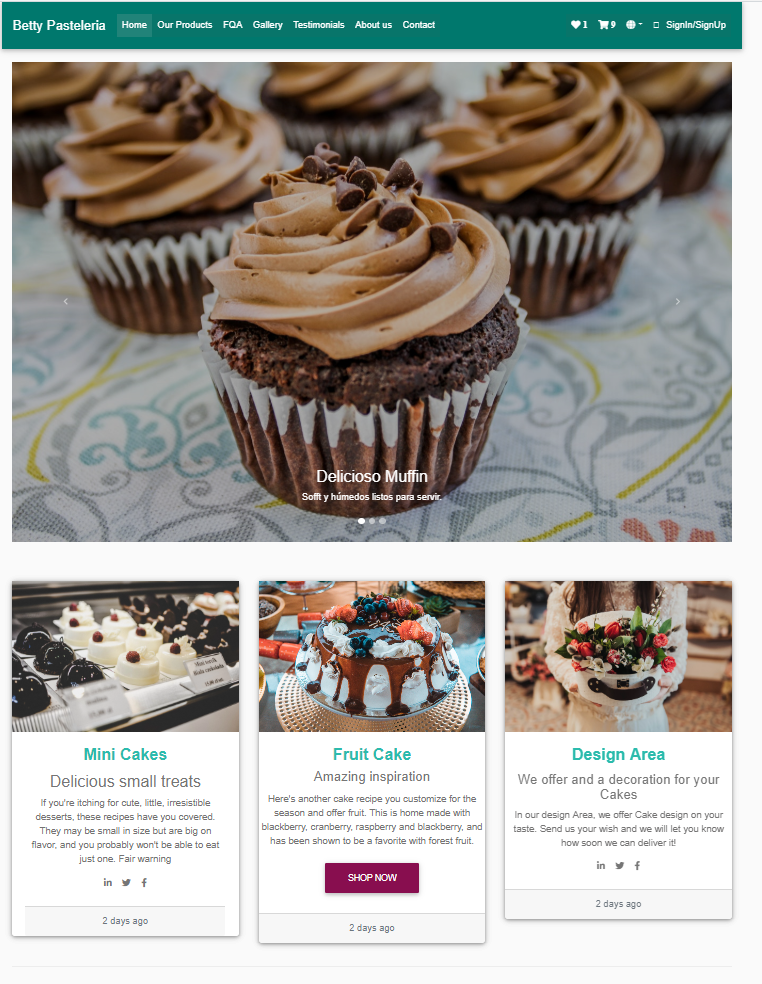 Betty Pasteleria Home Our Products FQA Gallery Testimonials About us Contact 1 9 SignIn/SignUp
Delicioso Muffin
Sofft y húmedos listos para servir.
Mini Cakes
Delicious small treats
If you're itching for cute, little, irresistible
desserts, these recipes have you covered.
They may be small in size but are big on
flavor, and you probably won't be able to eat
just one. Fair warning
2 days ago
Fruit Cake
Amazing inspiration
Here's another cake recipe you customize for the
season and offer fruit. This is home made with
blackberry, cranberry, raspberry and blackberry, and
has been shown to be a favorite with forest fruit.
SHOP NOW
2 days ago
Design Area
We offer and a decoration for your
Cakes
In our design Area, we offer Cake design on your
taste. Send us your wish and we will let you know
how soon we can deliver it!
2 days ago